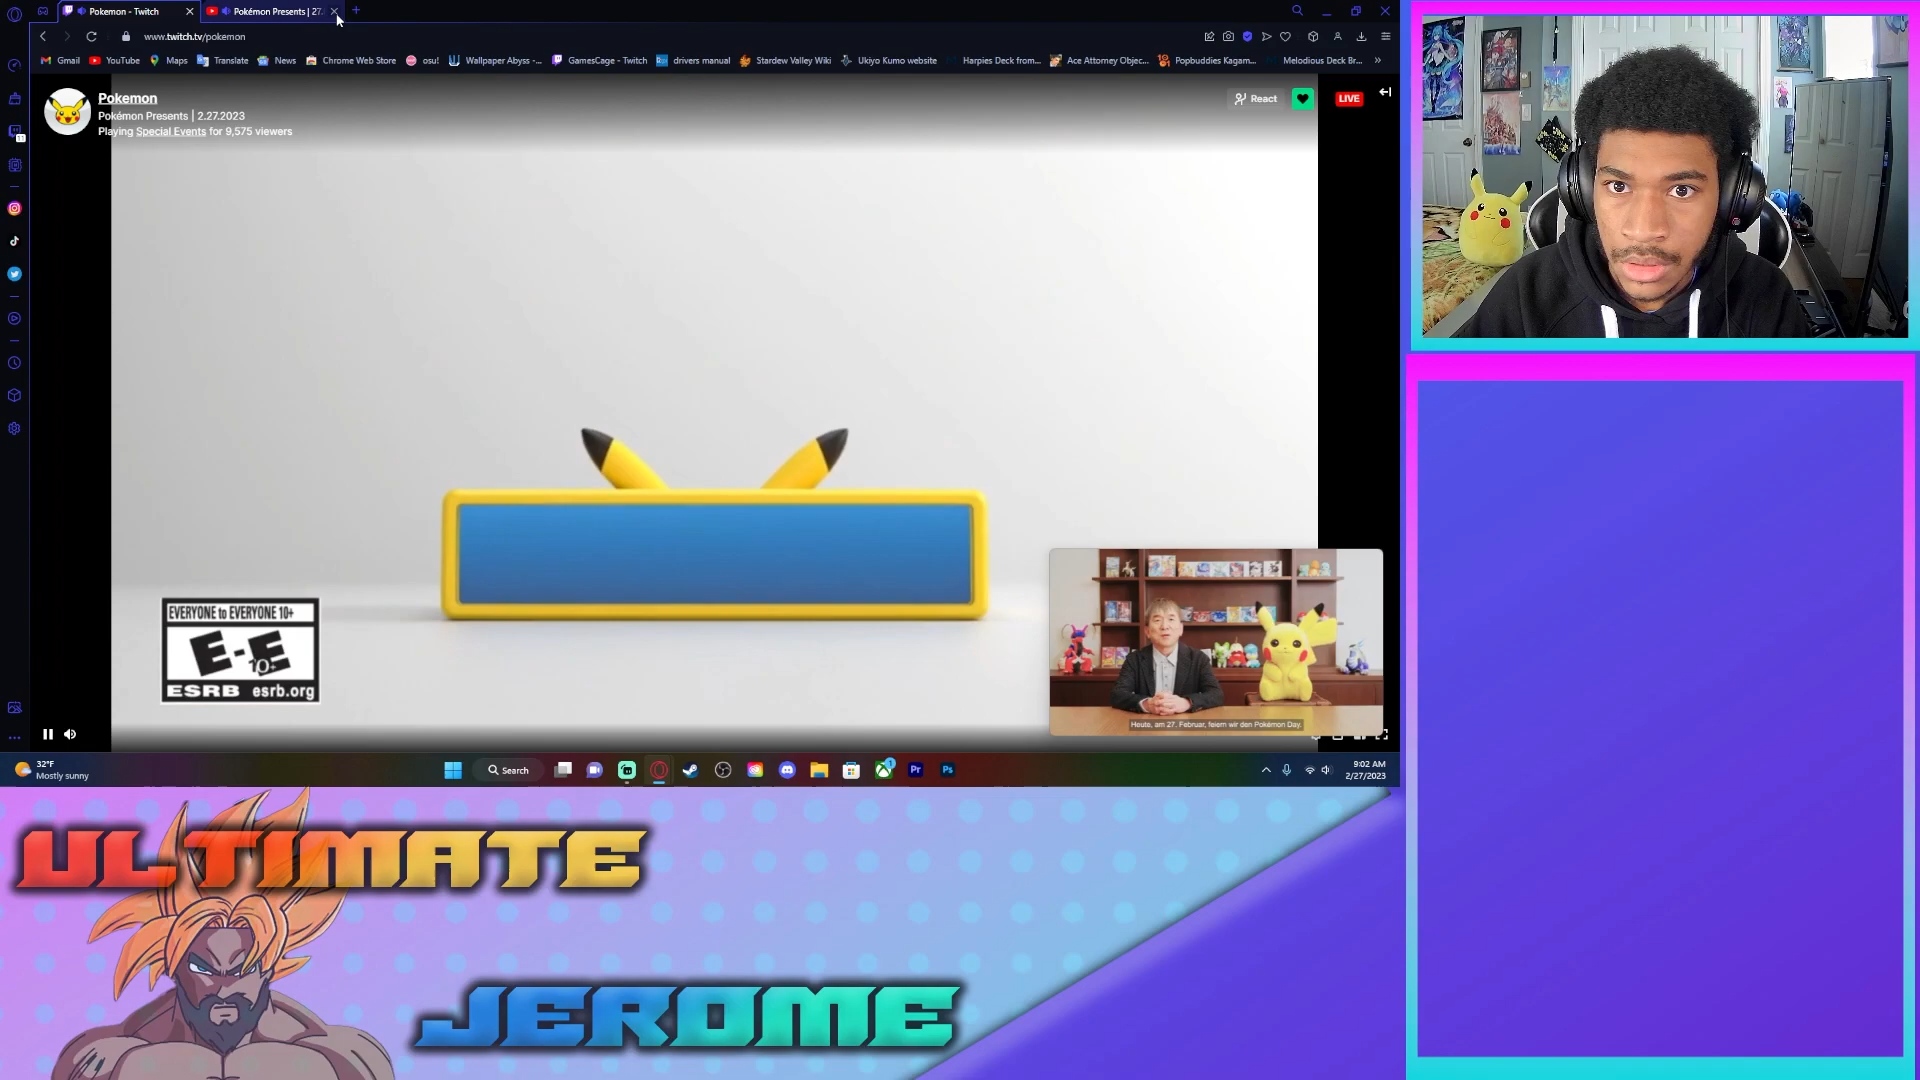 Pokemon - Twitch
Pokémon Presents | 27.
www.twitch.tv/pokemon
Gmail
YouTube
Maps
Translate
News
Chrome Web Store
osu!
Wallpaper Abyss -...
GamesCage - Twitch
drivers manual
Stardew Valley Wiki
Ukiyo Kumo website
Harpies Deck from...
Ace Attorney Objec...
Popbuddies Kagam...
Melodious Deck Br...
Pokemon
Pokémon Presents | 2.27.2023
Playing Special Events for 9,575 viewers
React
LIVE
EVERYONE to EVERYONE 10+
E-E
10+
ESRB esrb.org
Heute, am 27. Februar, feiern wir den Pokémon Day.
32°F
Mostly sunny
Search
Pr
Ps
9:02 AM
2/27/2023
ULTIMATE
JEROME